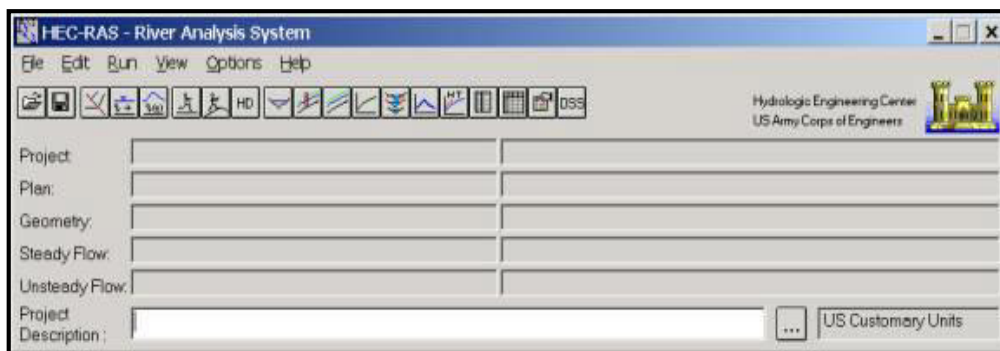 HEC-RAS - River Analysis System
File Edit Run View Options Help
HD HT DSS
Hydrologic Engineering Center
US Army Corps of Engineers
Project:
Plan:
Geometry:
Steady Flow:
Unsteady Flow:
Project
Description :
... US Customary Units